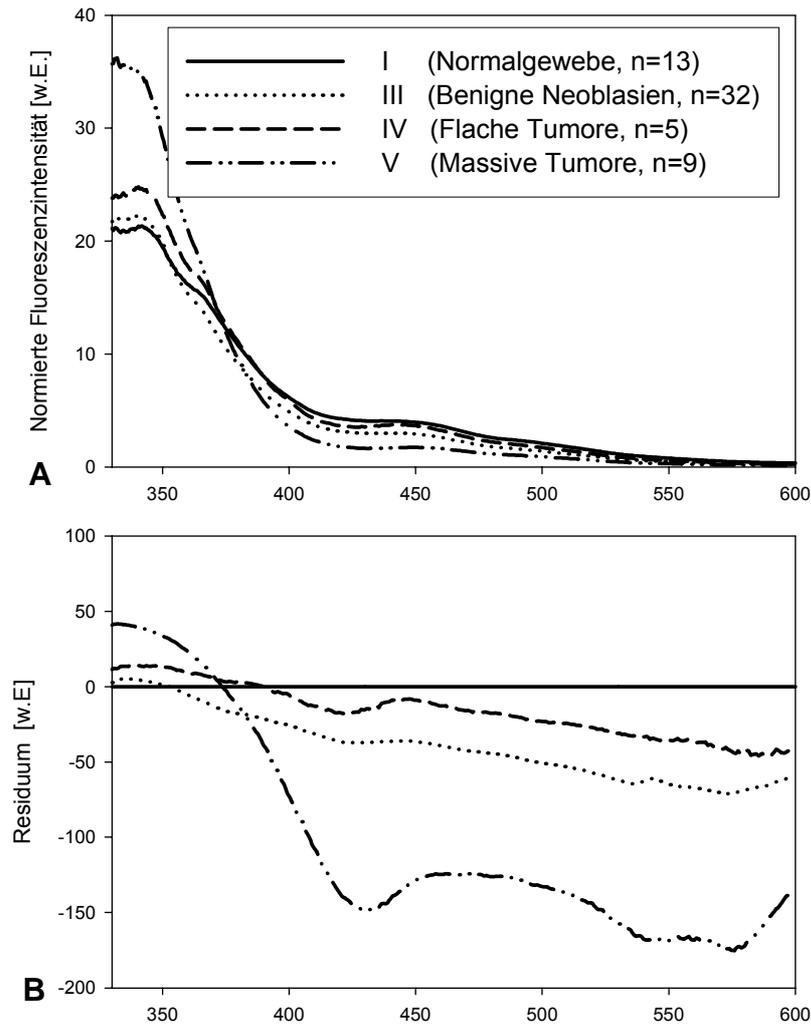 40
30
20
10
0
Normierte Fluoreszenzintensität [w.E.]
I (Normalgewebe, n=13)
III (Benigne Neoblasien, n=32)
IV (Flache Tumore, n=5)
V (Massive Tumore, n=9)
A
350 400 450 500 550 600
100
50
0
-50
-100
-150
-200
Residuum [w.E]
B
350 400 450 500 550 600